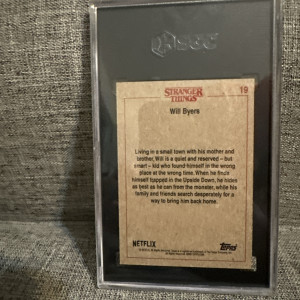 SGC
STRANGER
THINGS
19
Will Byers
Living in a small town with his mother and
brother, Will is a quiet and reserved – but
smart – kid who found himself in the wrong
place at the wrong time. When he finds
himself trapped in the Upside Down, he hides
as best as he can from the monster, while his
family and friends search desperately for a
way to bring him back home.
NETFLIX
Topps